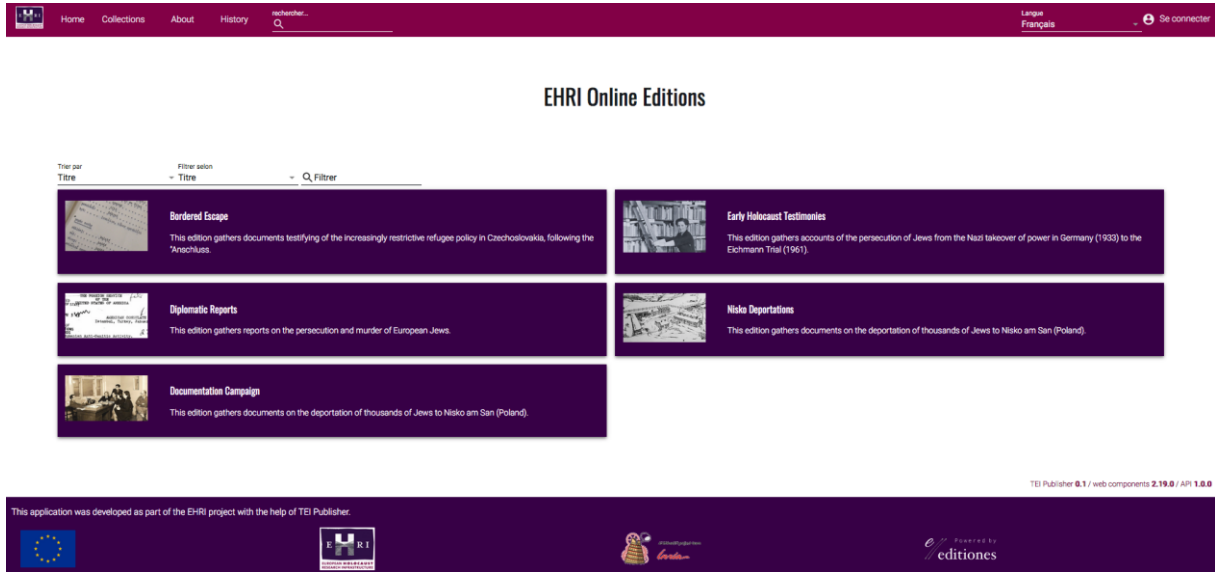 Home Collections About History rechercher... Langue Français Se connecter
EHRI Online Editions
Trier par Filtrer selon
Titre Titre Filtrer
Bordered Escape
This edition gathers documents testifying of the increasingly restrictive refugee policy in Czechoslovakia, following the
"Anschluss.
Early Holocaust Testimonies
This edition gathers accounts of the persecution of Jews from the Nazi takeover of power in Germany (1933) to the
Eichmann Trial (1961).
Diplomatic Reports
This edition gathers reports on the persecution and murder of European Jews.
Nisko Deportations
This edition gathers documents on the deportation of thousands of Jews to Nisko am San (Poland).
Documentation Campaign
This edition gathers documents on the deportation of thousands of Jews to Nisko am San (Poland).
TEI Publisher 0.1 / web components 2.19.0 / API 1.0.0
This application was developed as part of the EHRI project with the help of TEI Publisher.
E H RI
EUROPEAN HOLOCAUST
RESEARCH INFRASTRUCTURE
Powered by
e editiones